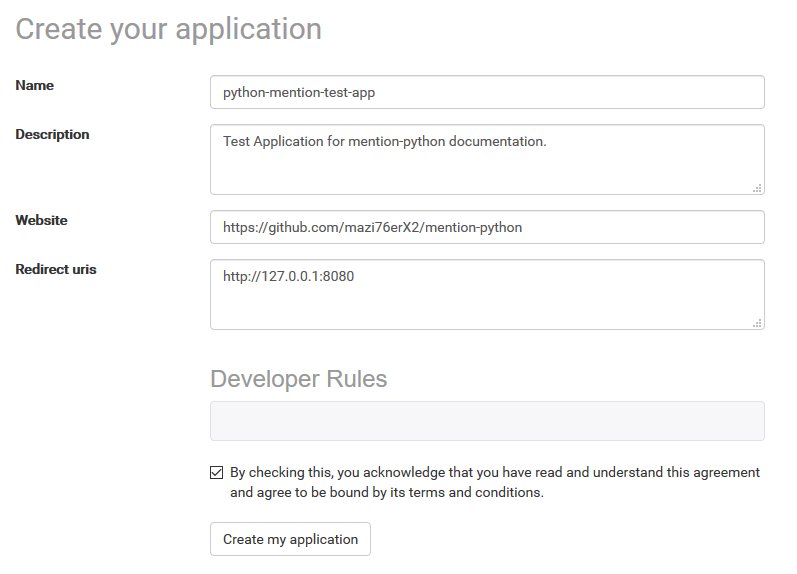 Create your application
Name
python-mention-test-app
Description
Test Application for mention-python documentation.
Website
https://github.com/mazi76erX2/mention-python
Redirect uris
http://127.0.0.1:8080
Developer Rules
By checking this, you acknowledge that you have read and understand this agreement
and agree to be bound by its terms and conditions.
Create my application